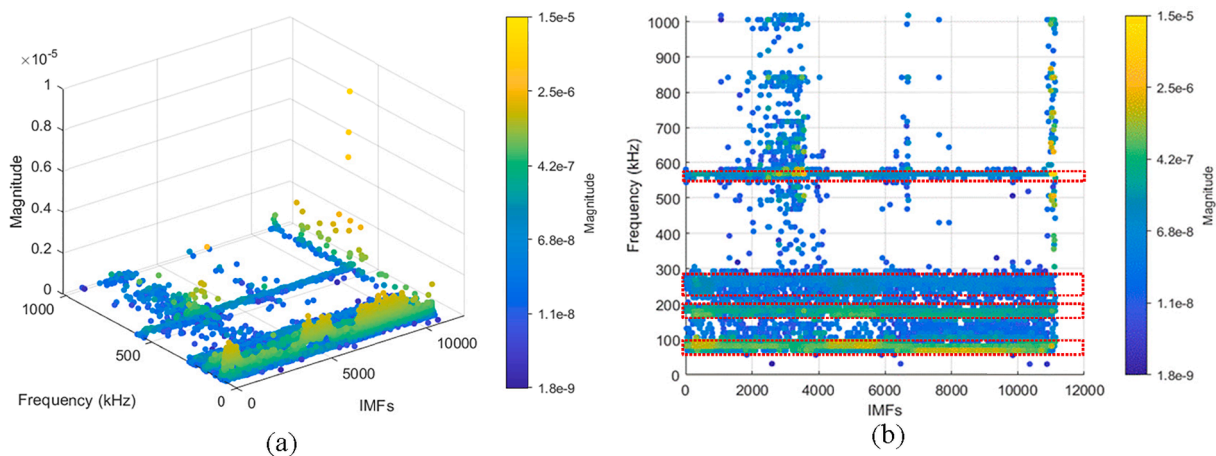 ×10^-5
1
0.8
0.6
0.4
0.2
0
Magnitude
1000
500
0
Frequency (kHz)
0
5000
10000
IMFs
1.5e-5
2.5e-6
4.2e-7
6.8e-8
1.1e-8
1.8e-9
Magnitude
(a)
1000
900
800
700
600
500
400
300
200
100
0
Frequency (kHz)
0 2000 4000 6000 8000 10000 12000
IMFs
1.5e-5
2.5e-6
4.2e-7
6.8e-8
1.1e-8
1.8e-9
Magnitude
(b)